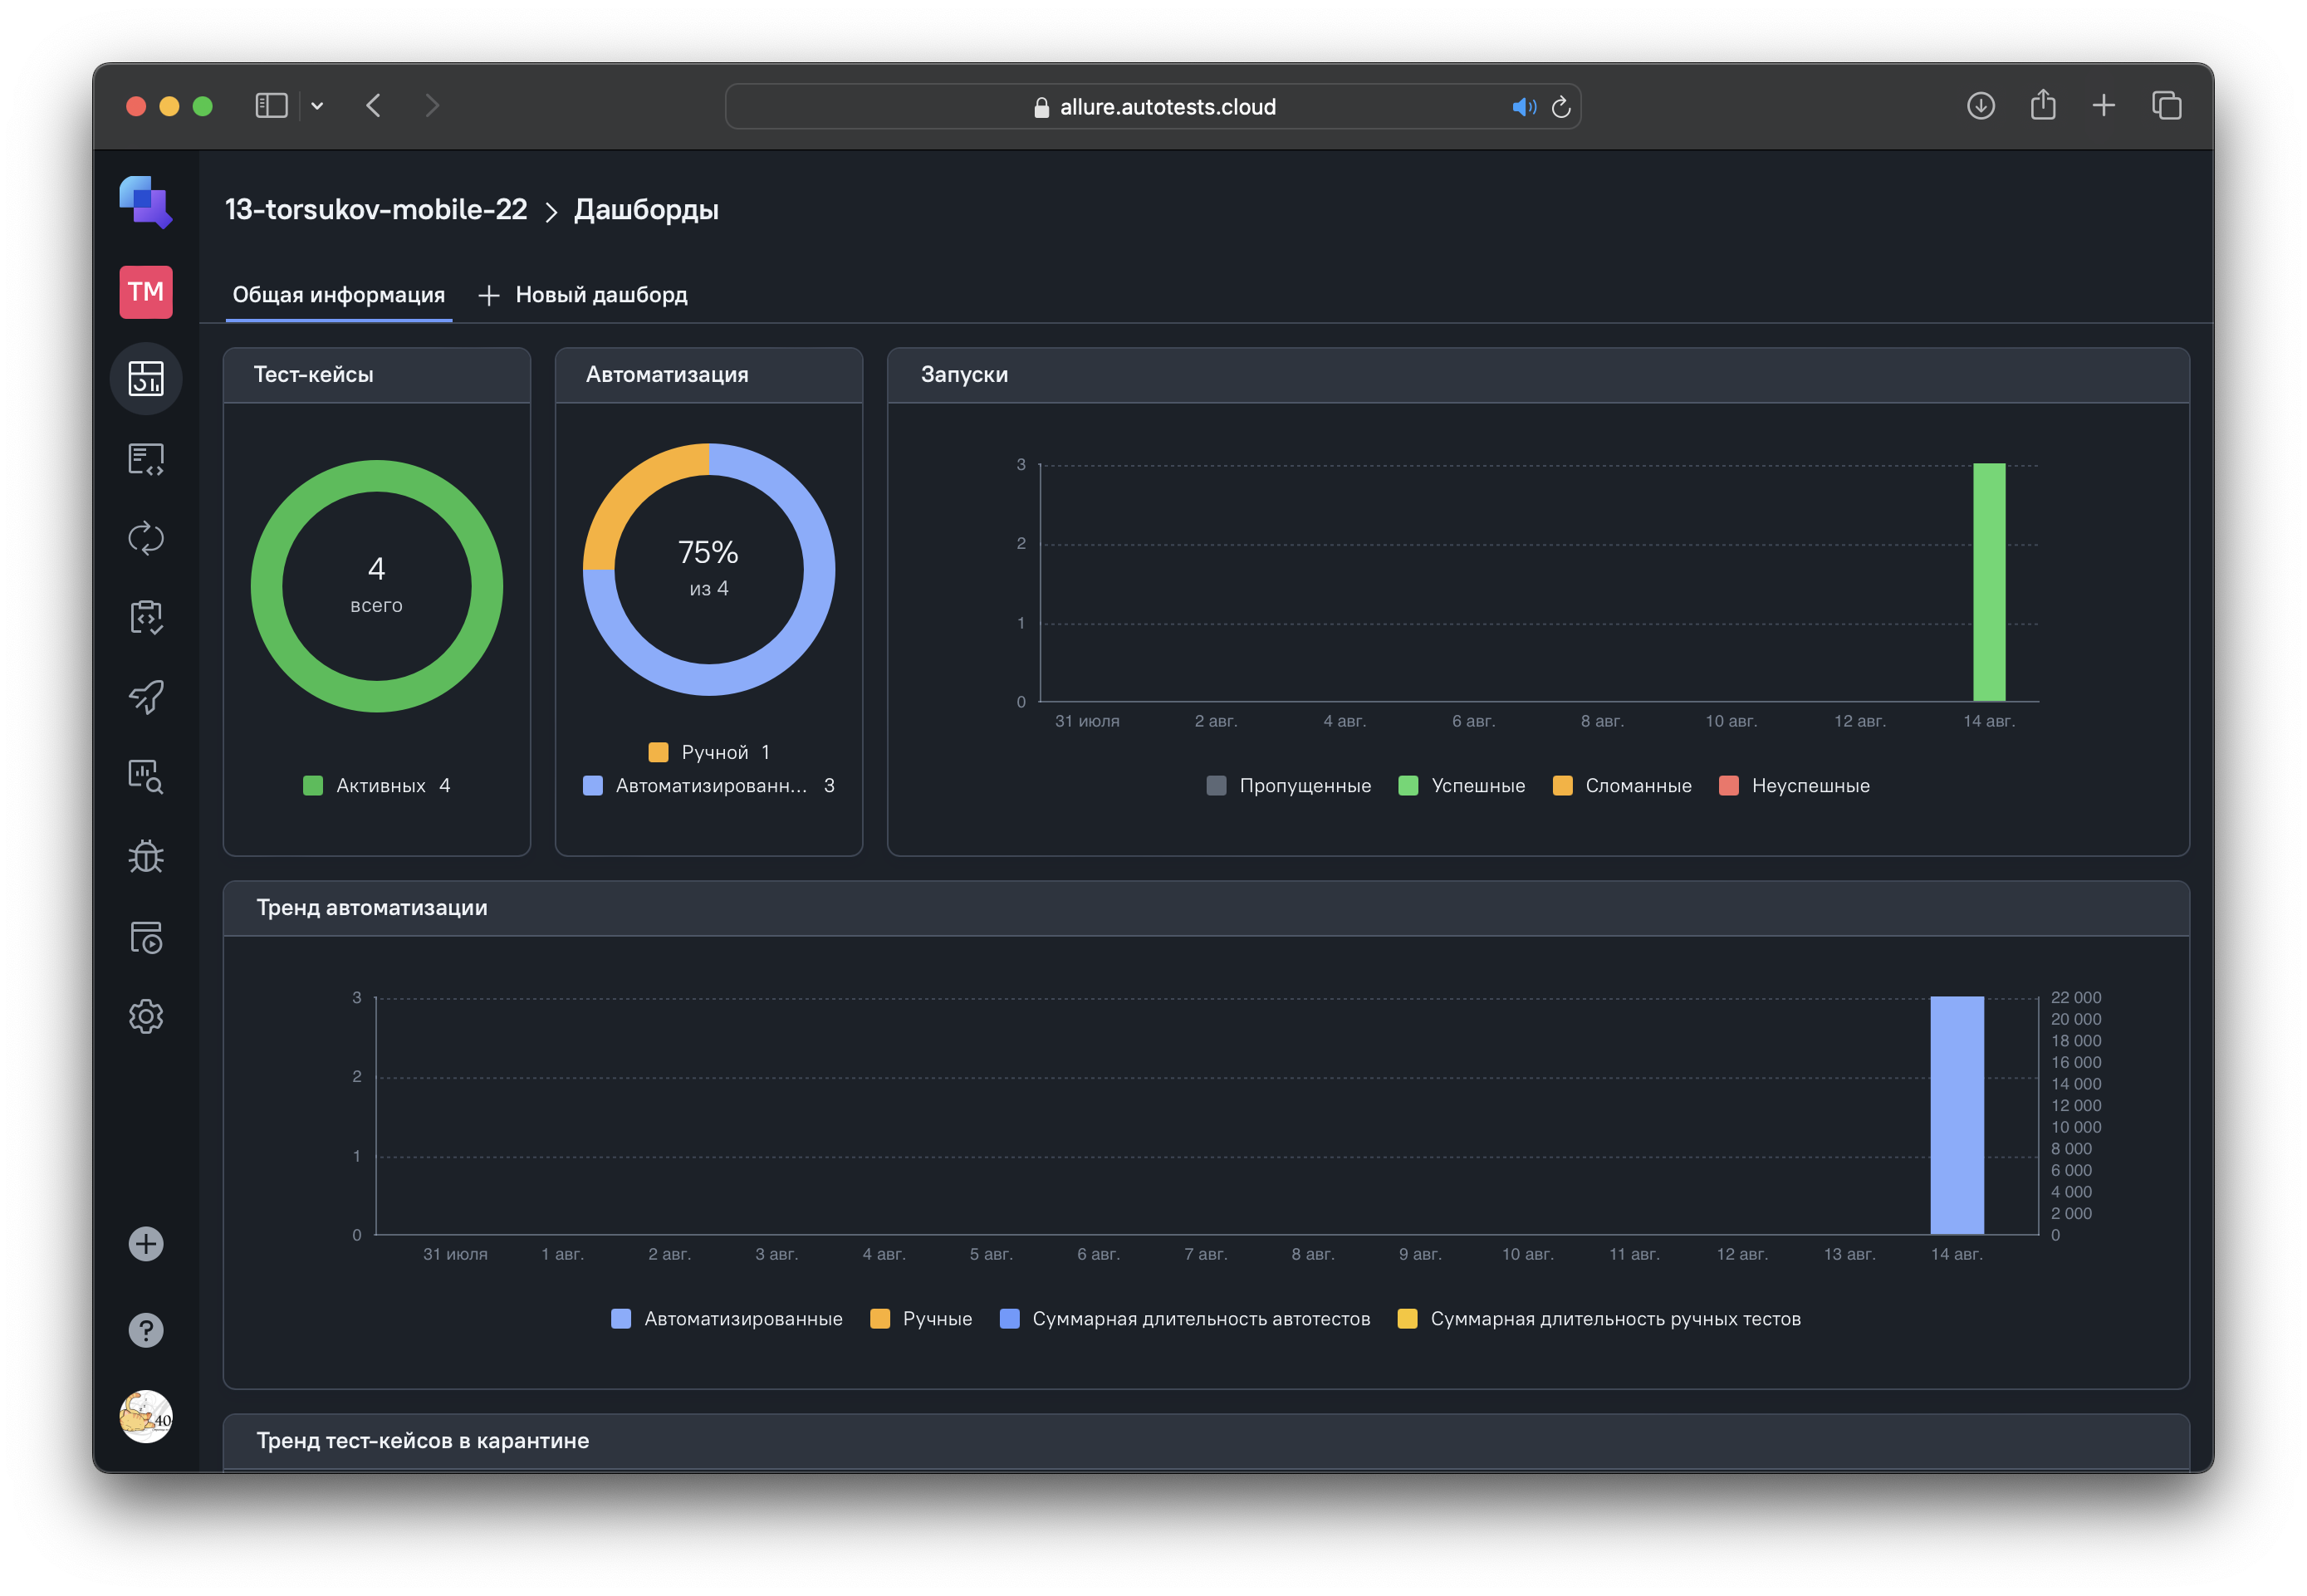 allure.autotests.cloud
13-torsukov-mobile-22 > Дашборды
TM
Общая информация
+ Новый дашборд
Тест-кейсы
4
всего
Активных 4
Автоматизация
75%
из 4
Ручной 1
Автоматизированн... 3
Запуски
3
2
1
0
31 июля 2 авг. 4 авг. 6 авг. 8 авг. 10 авг. 12 авг. 14 авг.
Пропущенные Успешные Сломанные Неуспешные
Тренд автоматизации
3
2
1
0
22 000
20 000
18 000
16 000
14 000
12 000
10 000
8 000
6 000
4 000
2 000
0
31 июля 1 авг. 2 авг. 3 авг. 4 авг. 5 авг. 6 авг. 7 авг. 8 авг. 9 авг. 10 авг. 11 авг. 12 авг. 13 авг. 14 авг.
Автоматизированные Ручные Суммарная длительность автотестов Суммарная длительность ручных тестов
?
40
Тренд тест-кейсов в карантине